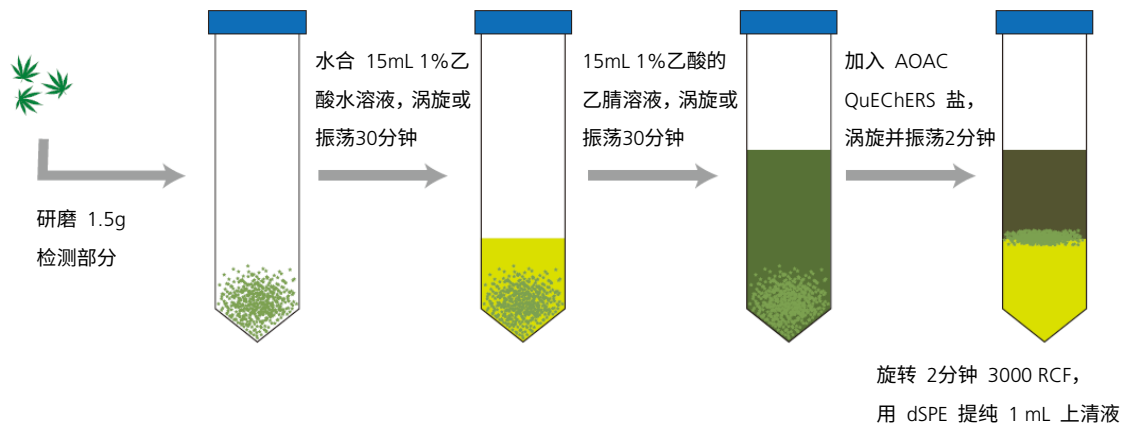 研磨 1.5g
检测部分
水合 15mL 1%乙
酸水溶液，涡旋或
振荡30分钟
15mL 1%乙酸的
乙腈溶液，涡旋或
振荡30分钟
加入 AOAC
QuEChERS 盐，
涡旋并振荡2分钟
旋转 2分钟 3000 RCF，
用 dSPE 提纯 1 mL 上清液